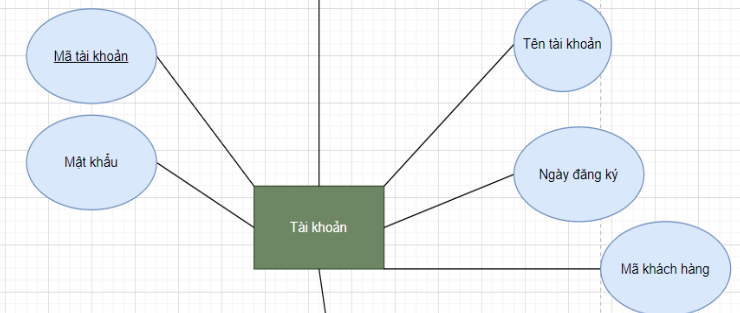 Mã tài khoản
Tên tài khoản
Mật khẩu
Ngày đăng ký
Tài khoản
Mã khách hàng